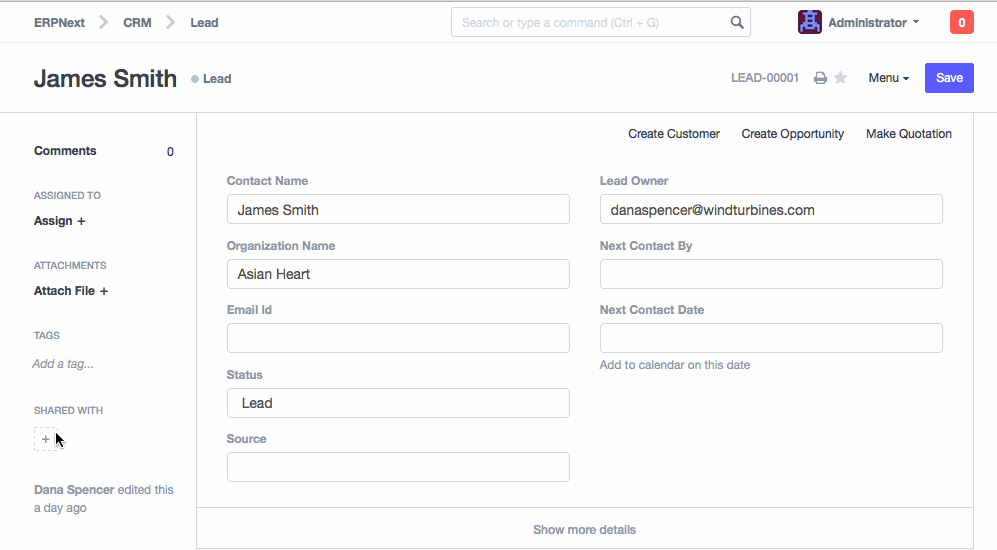 ERPNext CRM Lead Search or type a command (Ctrl + G) Administrator 0
James Smith Lead LEAD-00001 Menu Save
Comments 0
ASSIGNED TO
Assign +
ATTACHMENTS
Attach File +
TAGS
Add a tag...
SHARED WITH
+
Dana Spencer edited this
a day ago
Create Customer Create Opportunity Make Quotation
Contact Name
James Smith
Organization Name
Asian Heart
Email Id
Status
Lead
Source
Lead Owner
danaspencer@windturbines.com
Next Contact By
Next Contact Date
Add to calendar on this date
Show more details